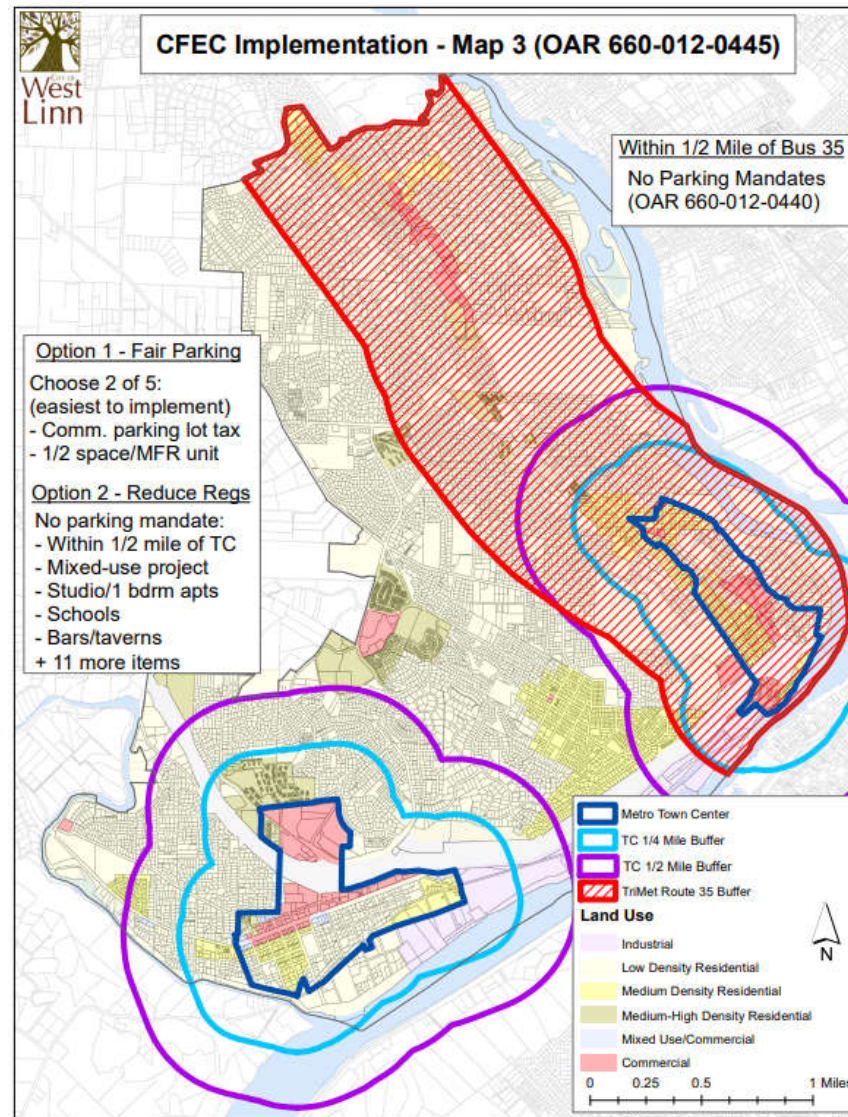 CITY OF
West
Linn
CFEC Implementation - Map 3 (OAR 660-012-0445)
Within 1/2 Mile of Bus 35
No Parking Mandates
(OAR 660-012-0440)
Option 1 - Fair Parking
Choose 2 of 5:
(easiest to implement)
- Comm. parking lot tax
- 1/2 space/MFR unit
Option 2 - Reduce Regs
No parking mandate:
- Within 1/2 mile of TC
- Mixed-use project
- Studio/1 bdrm apts
- Schools
- Bars/taverns
+ 11 more items
Metro Town Center
TC 1/4 Mile Buffer
TC 1/2 Mile Buffer
TriMet Route 35 Buffer
Land Use
Industrial
Low Density Residential
Medium Density Residential
Medium-High Density Residential
Mixed Use/Commercial
Commercial
N
0 0.25 0.5 1 Miles